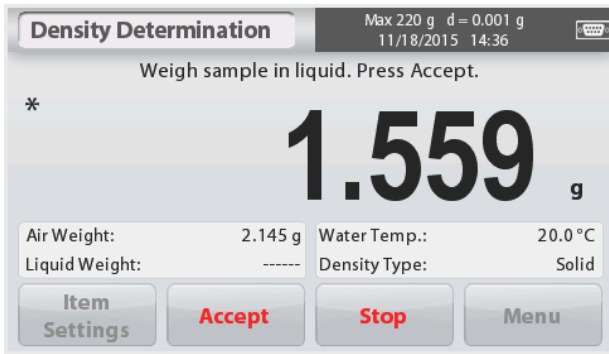 Density Determination
Max 220 g d = 0.001 g
11/18/2015 14:36
Weigh sample in liquid. Press Accept.
*
1.559 g
Air Weight: 2.145 g
Liquid Weight: ------
Water Temp.: 20.0 °C
Density Type: Solid
Item
Settings
Accept
Stop
Menu